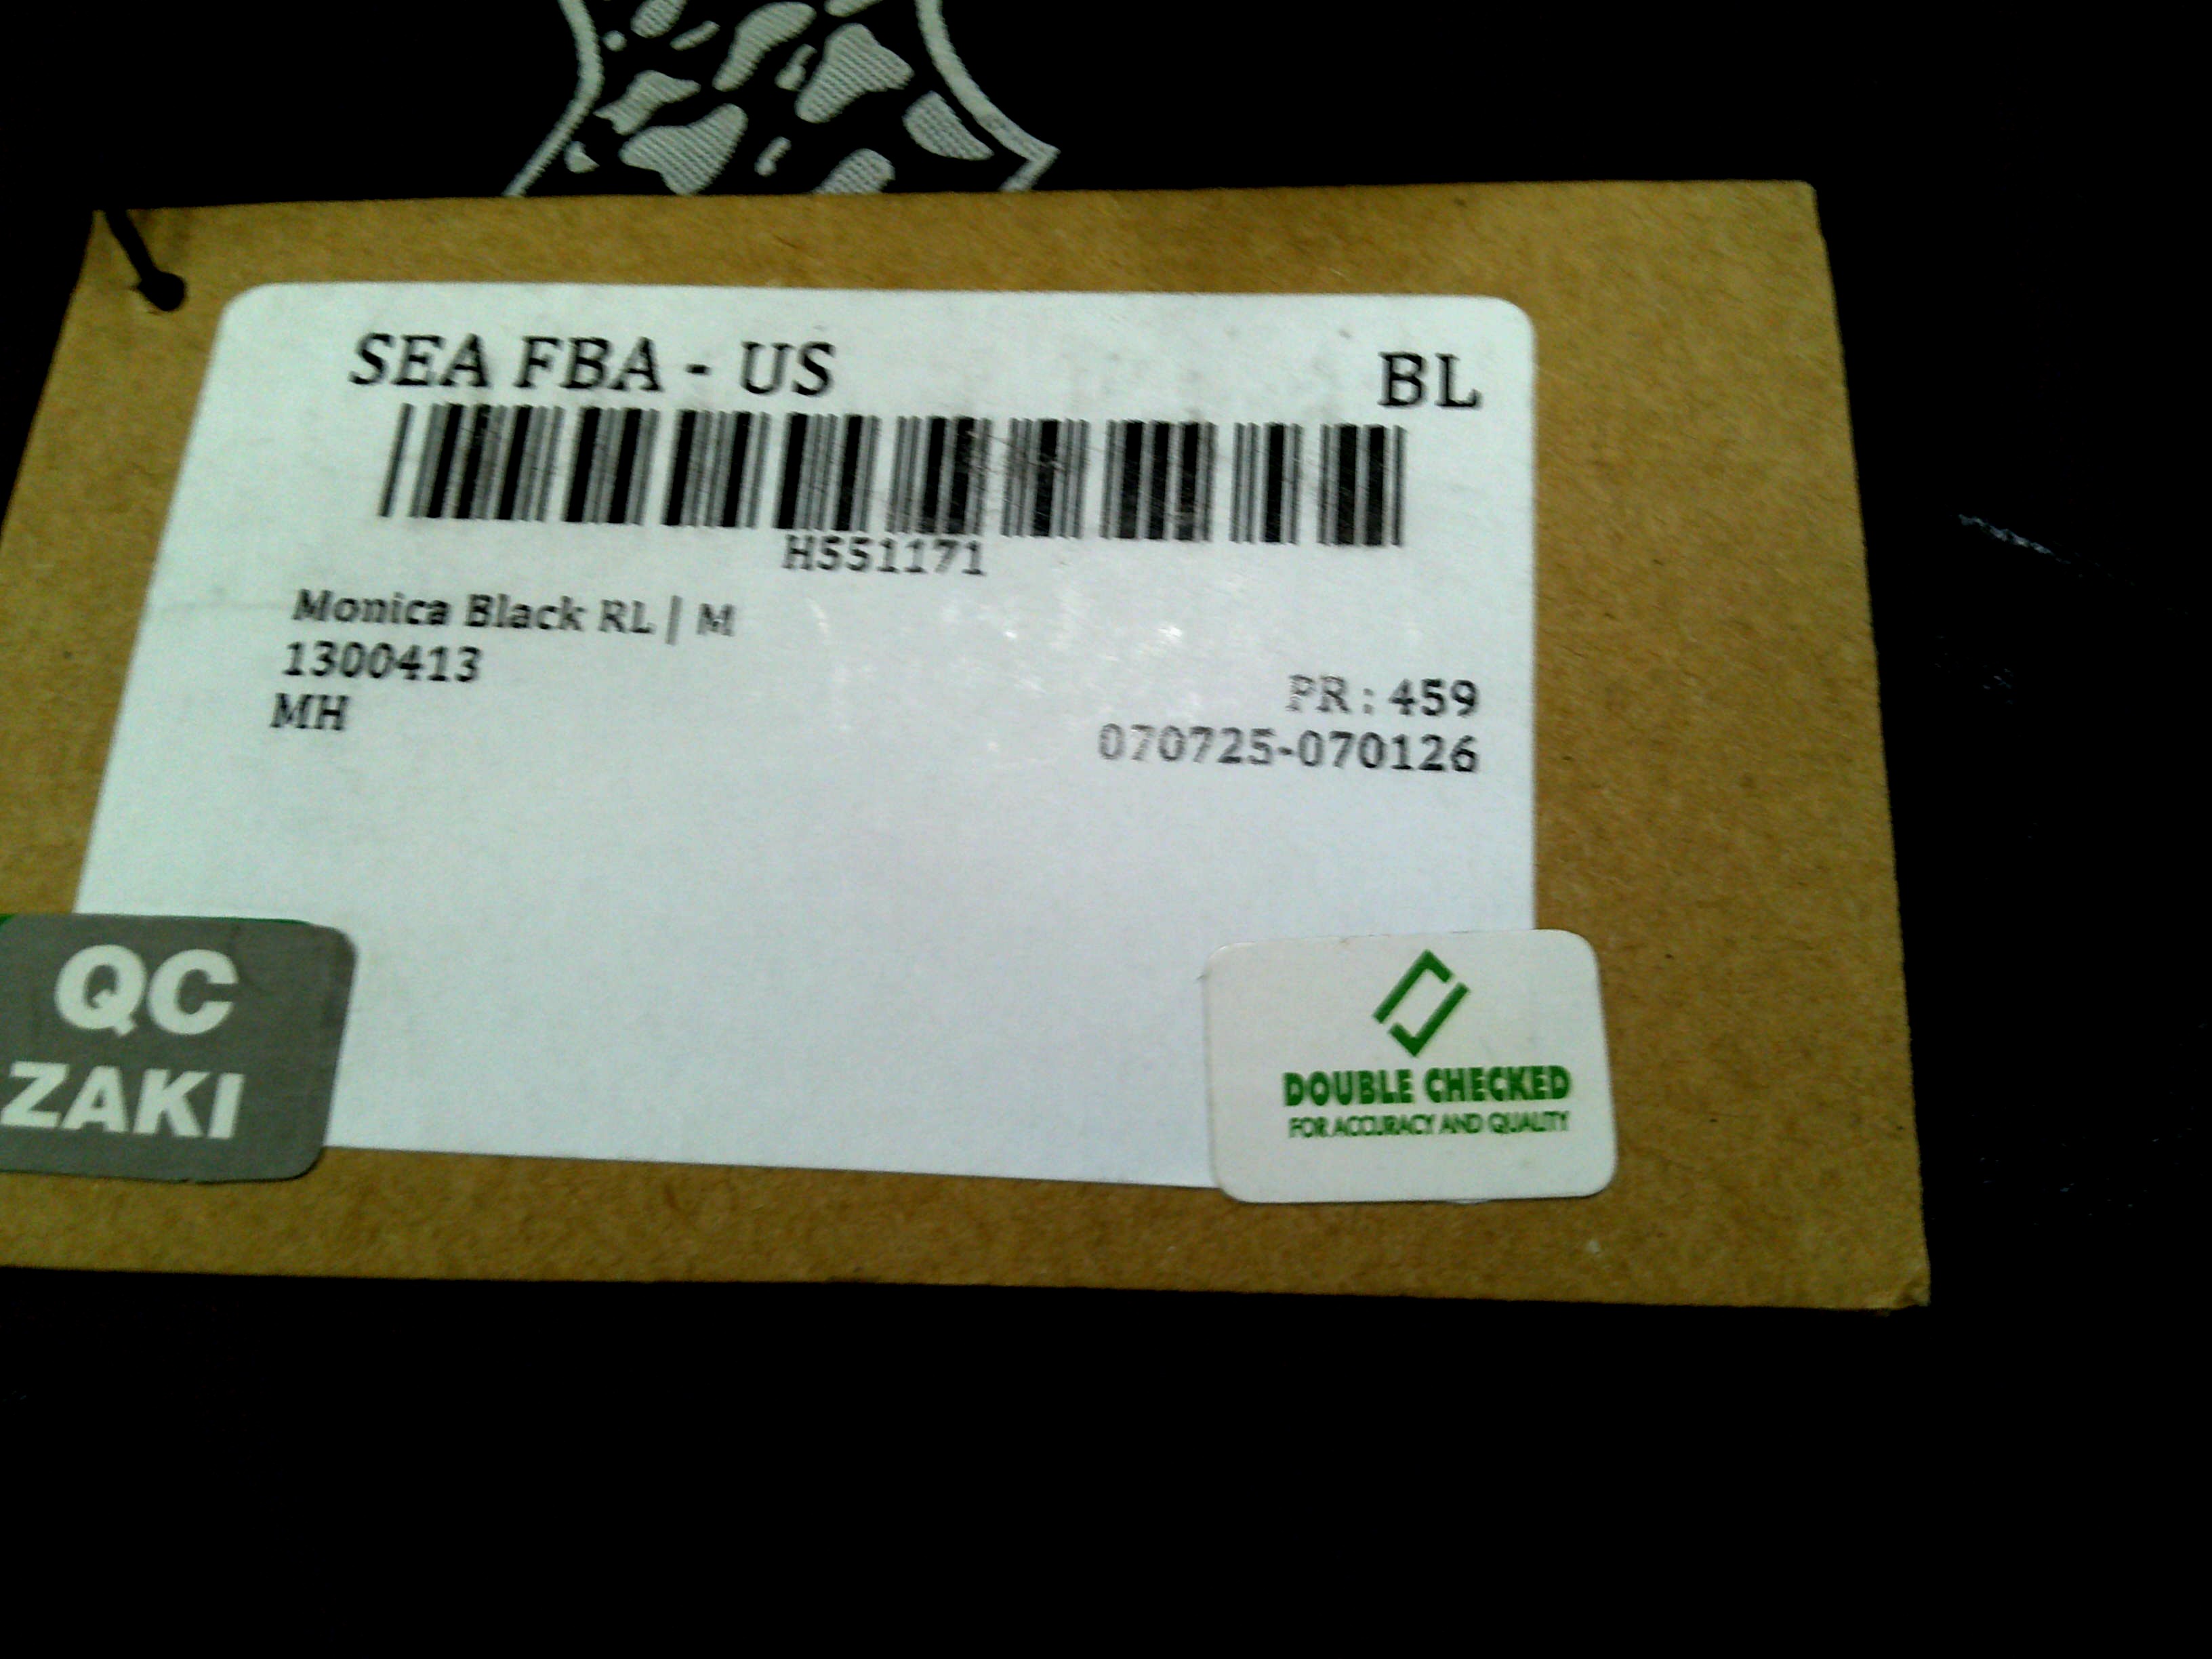 SEA FBA - US BL
H551171
Monica Black RL | M
1300413
PR : 459
MH
070725-070126
QC
ZAKI
DOUBLE CHECKED
FOR ACCURACY AND QUALITY